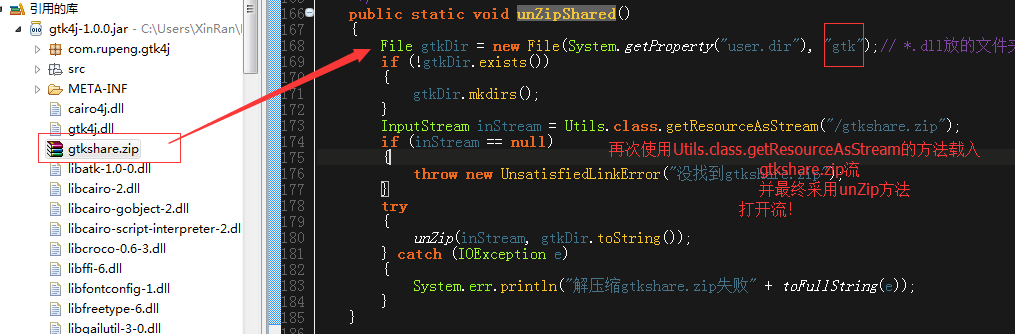 引用的库
gtk4j-1.0.0.jar - C:\Users\XinRan\
com.rupeng.gtk4j
src
META-INF
cairo4j.dll
gtk4j.dll
gtkshare.zip
libatk-1.0-0.dll
libcairo-2.dll
libcairo-gobject-2.dll
libcairo-script-interpreter-2.dl
libcroco-0.6-3.dll
libffi-6.dll
libfontconfig-1.dll
libfreetype-6.dll
libgailutil-3-0.dll
166 public static void unZipShared()
167 {
168 File gtkDir = new File(System.getProperty("user.dir"), "gtk");// *.dll放的文件夹
169 if (!gtkDir.exists())
170 {
171 gtkDir.mkdirs();
172 }
173 InputStream inStream = Utils.class.getResourceAsStream("/gtkshare.zip");
174 if (inStream == null)
175 {
176 throw new UnsatisfiedLinkError("没找到gtkshare.zip");
177 }
178 try
179 {
180 unZip(inStream, gtkDir.toString());
181 } catch (IOException e)
182 {
183 System.err.println("解压缩gtkshare.zip失败" + toFullString(e));
184 }
185 }
再次使用Utils.class.getResourceAsStream的方法载入
gtkshare.zip流
并最终采用unZip方法
打开流!